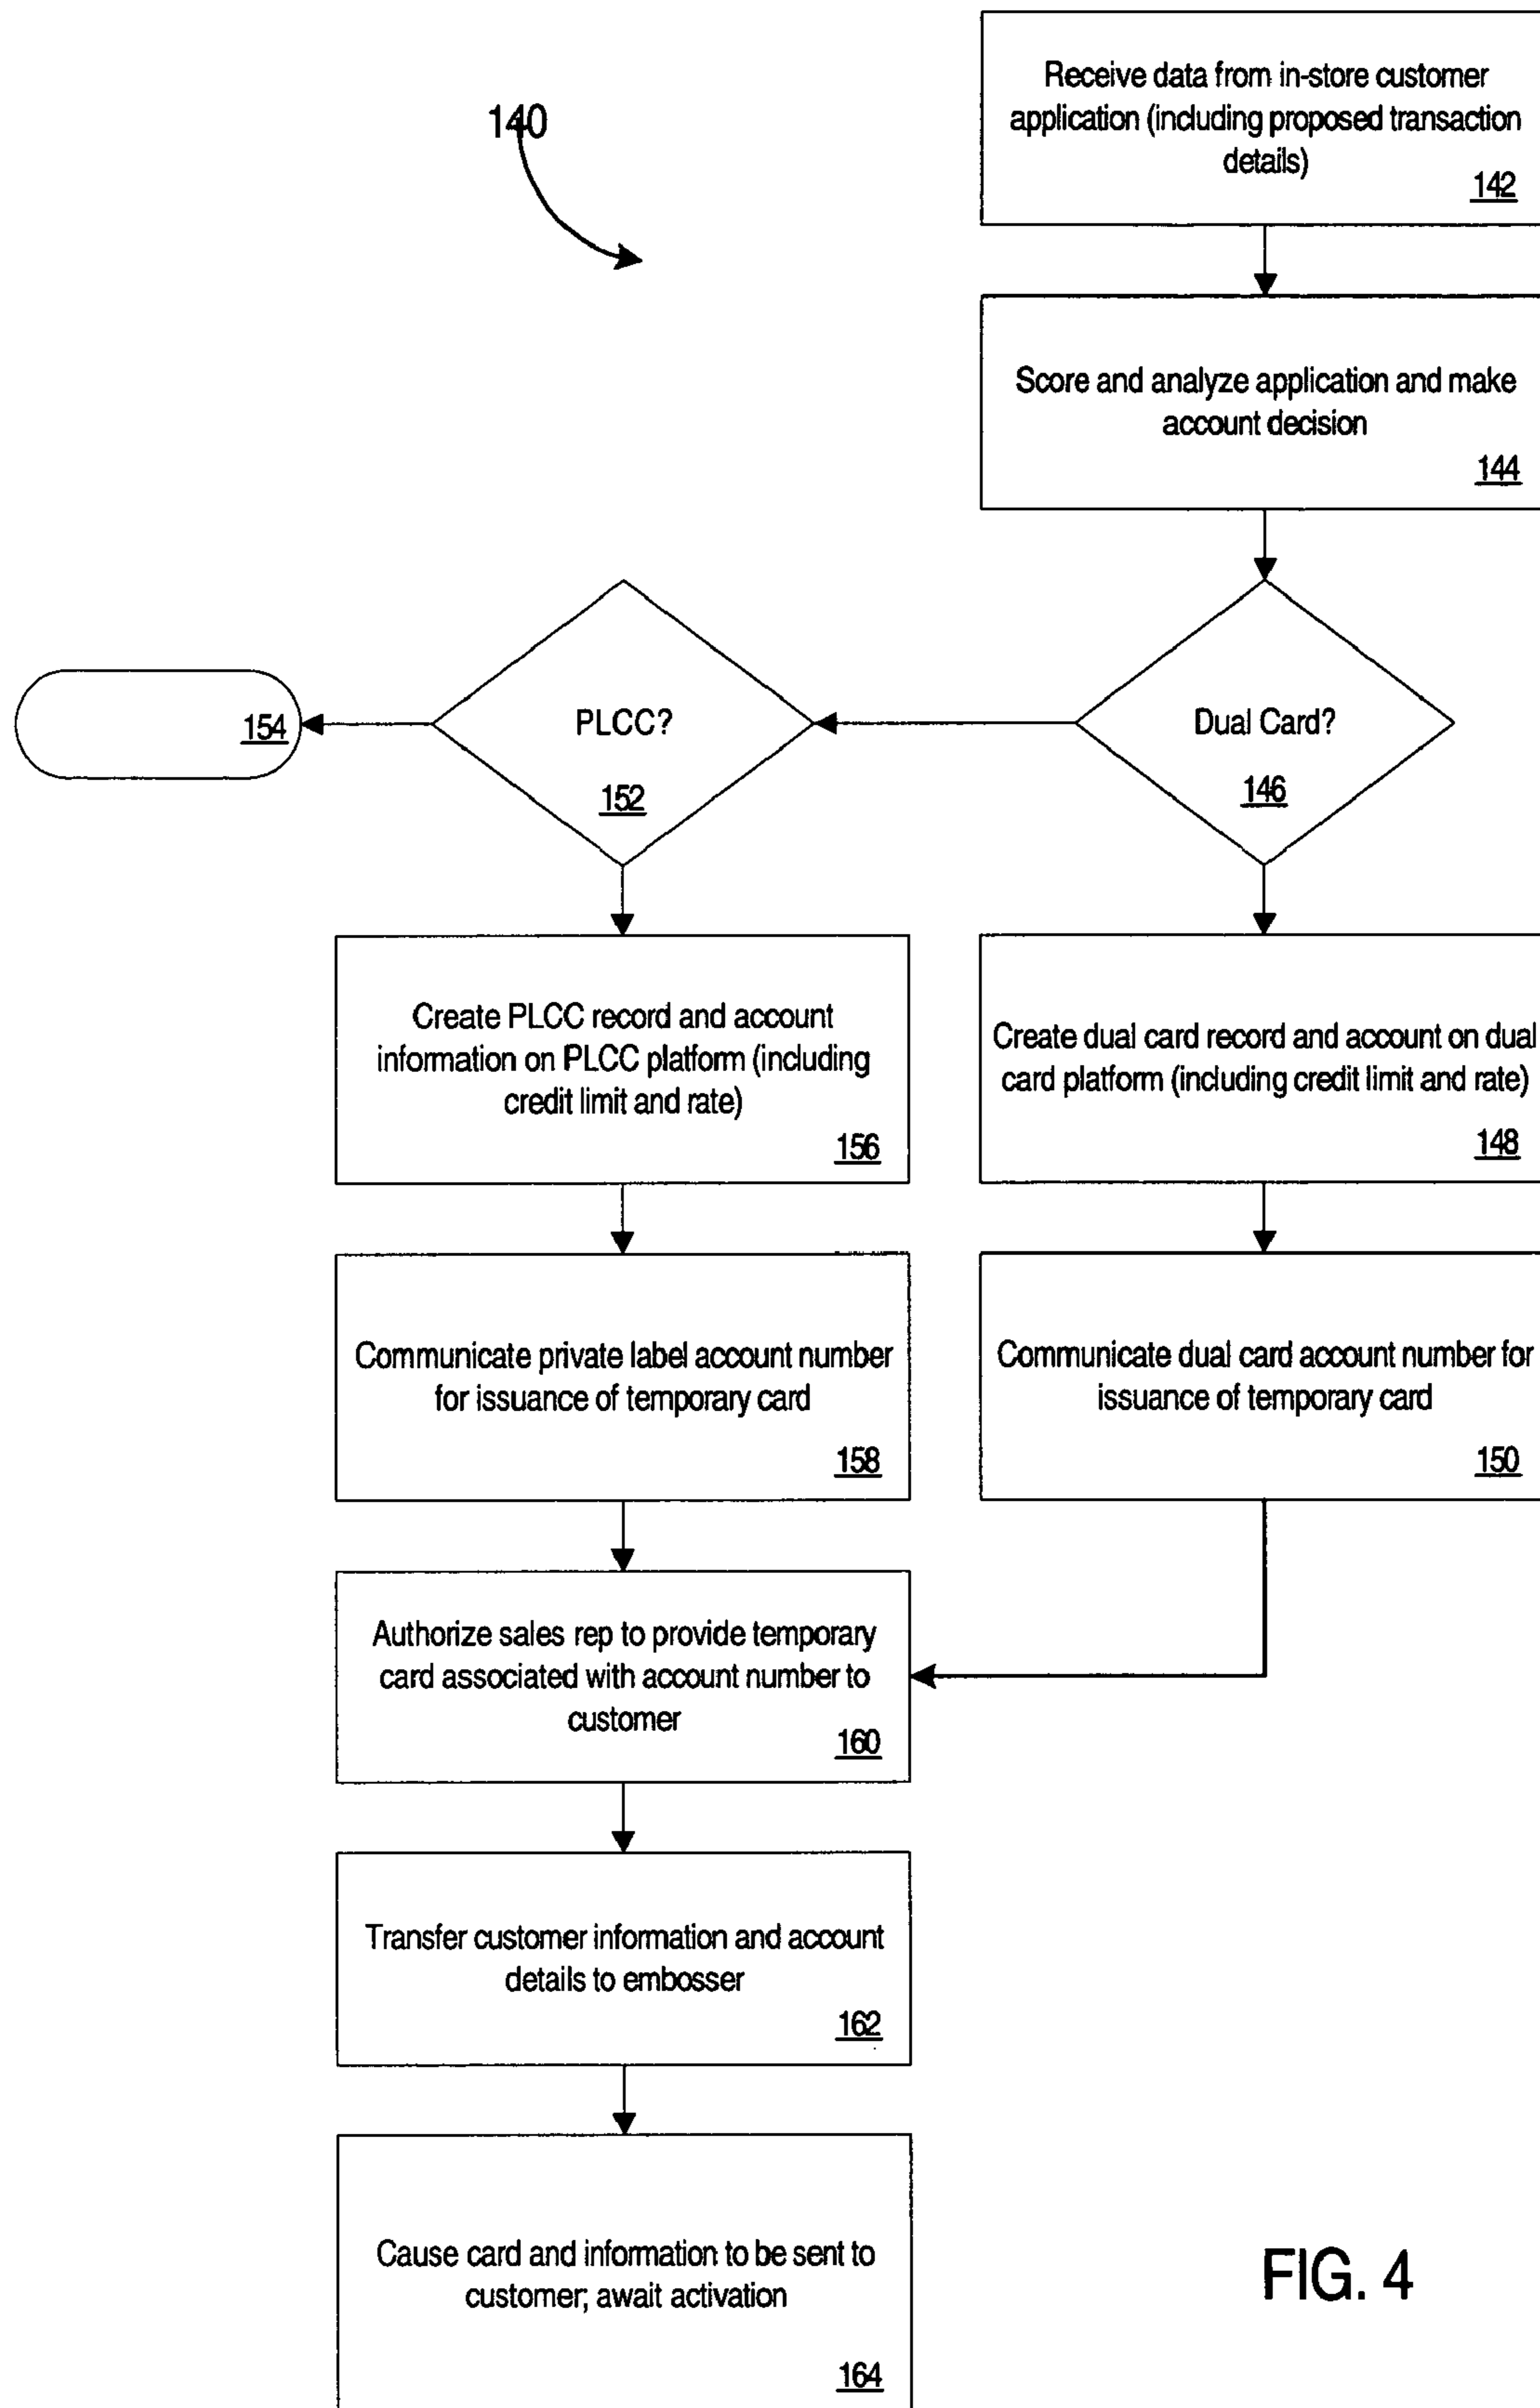 140
Receive data from in-store customer
application (including proposed transaction
details)
142
Score and analyze application and make
account decision
144
Dual Card?
146
PLCC?
152
154
Create PLCC record and account
information on PLCC platform (including
credit limit and rate)
156
Create dual card record and account on dual
card platform (including credit limit and rate)
148
Communicate private label account number
for issuance of temporary card
158
Communicate dual card account number for
issuance of temporary card
150
Authorize sales rep to provide temporary
card associated with account number to
customer
160
Transfer customer information and account
details to embosser
162
Cause card and information to be sent to
customer; await activation
164
FIG. 4